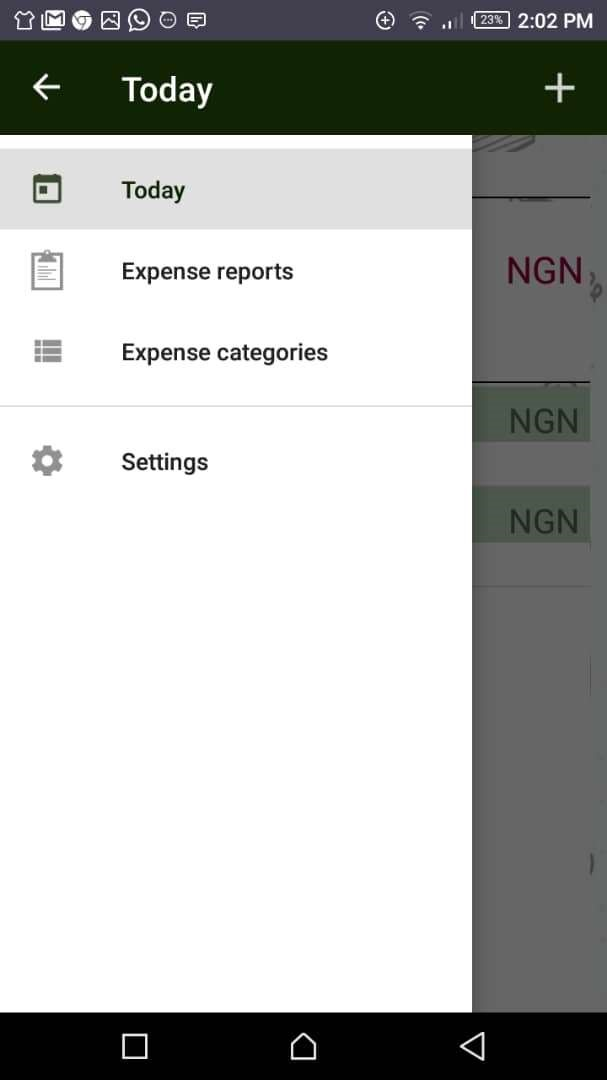 23% 2:02 PM
Today
Today
Expense reports
NGN
Expense categories
NGN
Settings
NGN